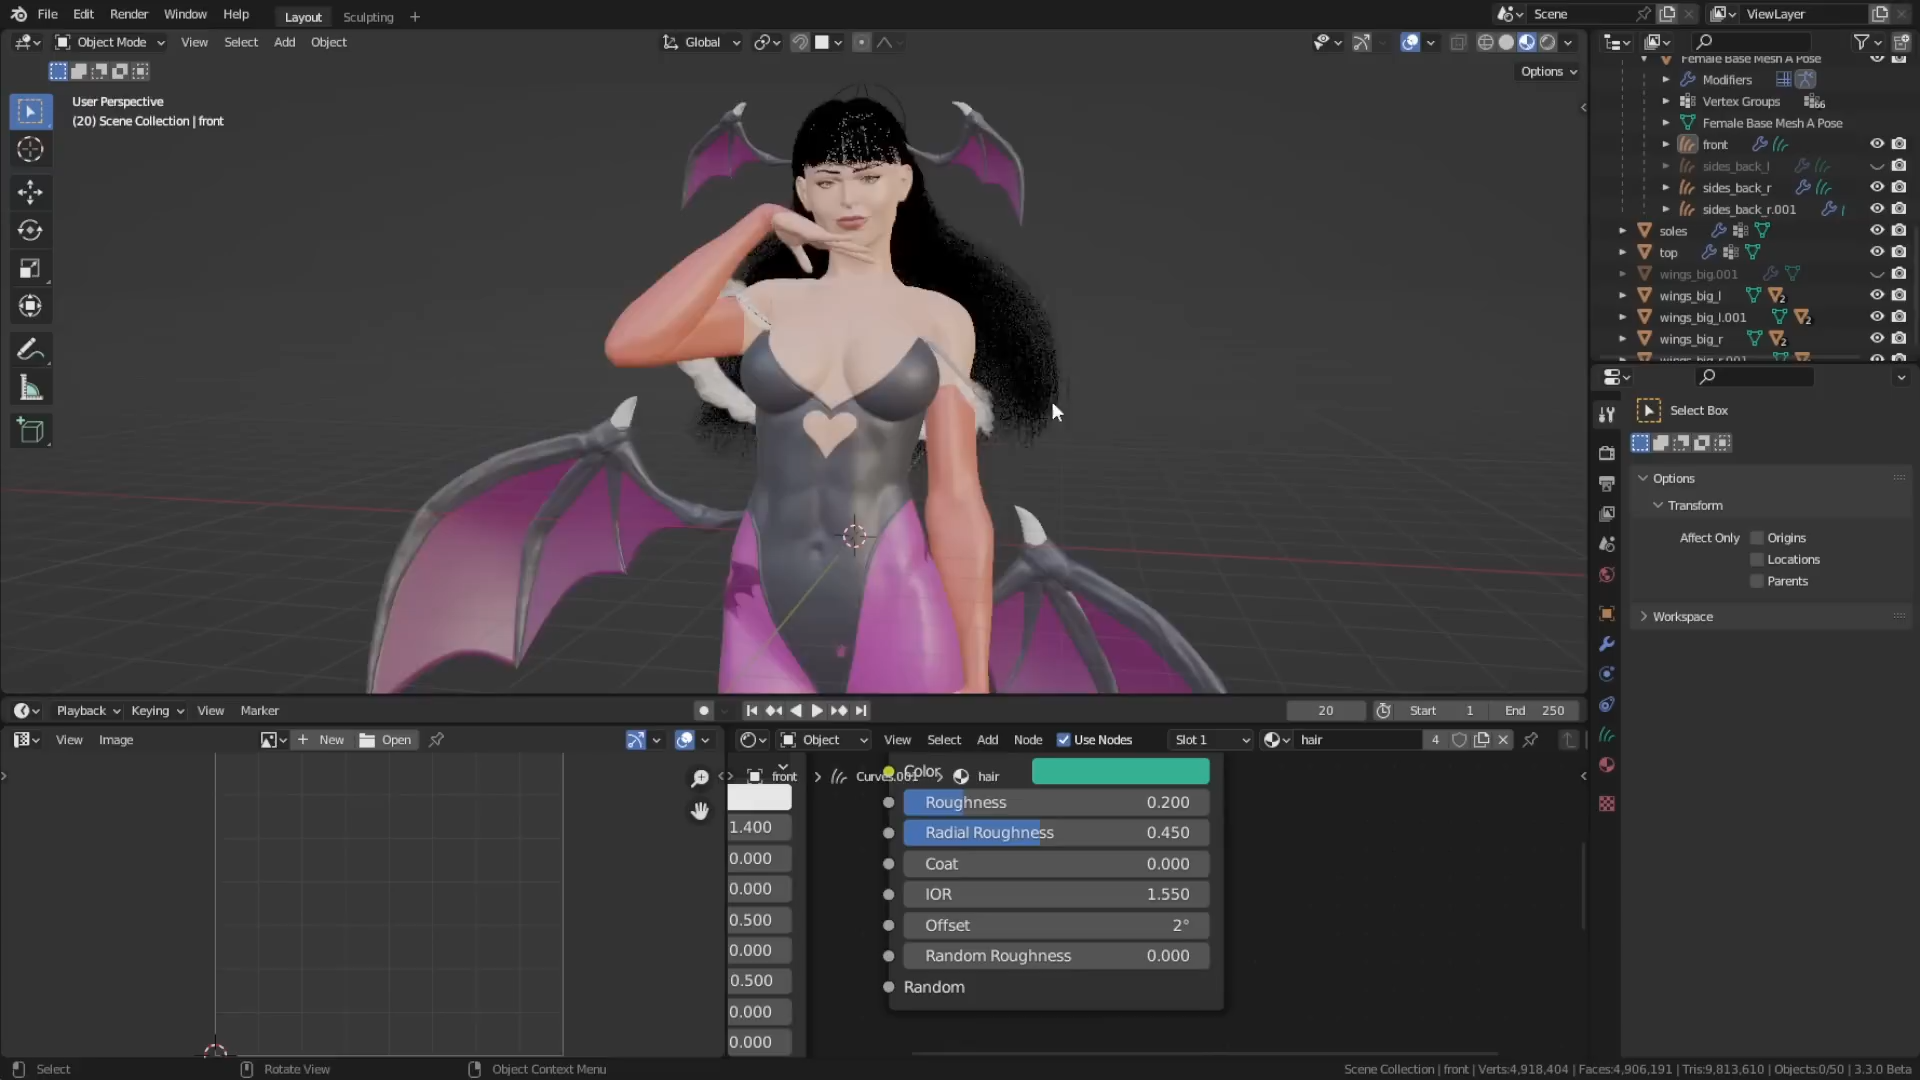 File Edit Render Window Help Layout Sculpting + Scene ViewLayer
Object Mode View Select Add Object Global
Options
User Perspective
(20) Scene Collection | front
Female Base Mesh A Pose
Modifiers
Vertex Groups 66
Female Base Mesh A Pose
front
sides_back_l
sides_back_r
sides_back_r.001
soles
top
wings_big.001
wings_big_l 2
wings_big_l.001 2
wings_big_r 2
Select Box
Options
Transform
Affect Only Origins
Locations
Parents
Workspace
Playback Keying View Marker 20 Start 1 End 250
View Image + New Open Object View Select Add Node Use Nodes Slot 1 hair 4
front > Curves.001 > hair
Color
Roughness 0.200
Radial Roughness 0.450
Coat 0.000
IOR 1.550
Offset 2°
Random Roughness 0.000
Random
1.400
0.000
0.000
0.500
0.000
0.500
0.000
0.000
Select Rotate View Object Context Menu Scene Collection | front | Verts:4,918,404 | Faces:4,906,191 | Tris:9,813,610 | Objects:0/50 | 3.3.0 Beta